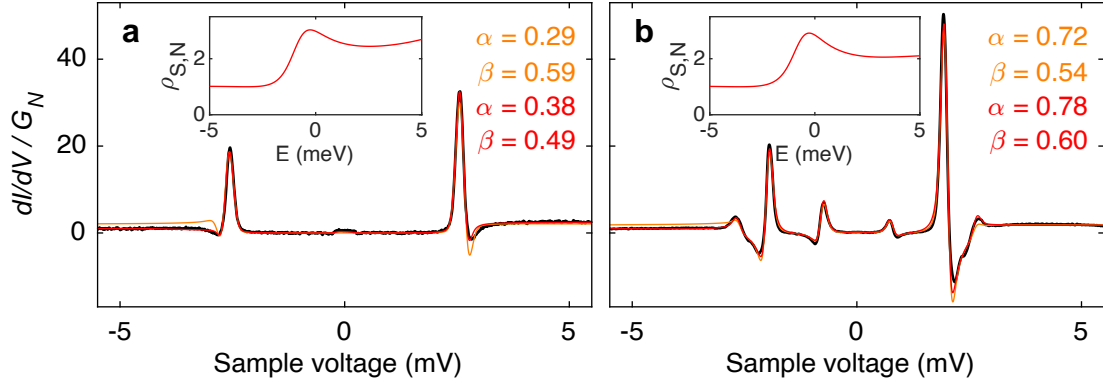 a
α = 0.29
β = 0.59
α = 0.38
β = 0.49
ρS,N
2
0
-5
0
5
E (meV)
dI/dV / GN
40
20
0
-5
0
5
Sample voltage (mV)
b
α = 0.72
β = 0.54
α = 0.78
β = 0.60
ρS,N
2
0
-5
0
5
E (meV)
-5
0
5
Sample voltage (mV)